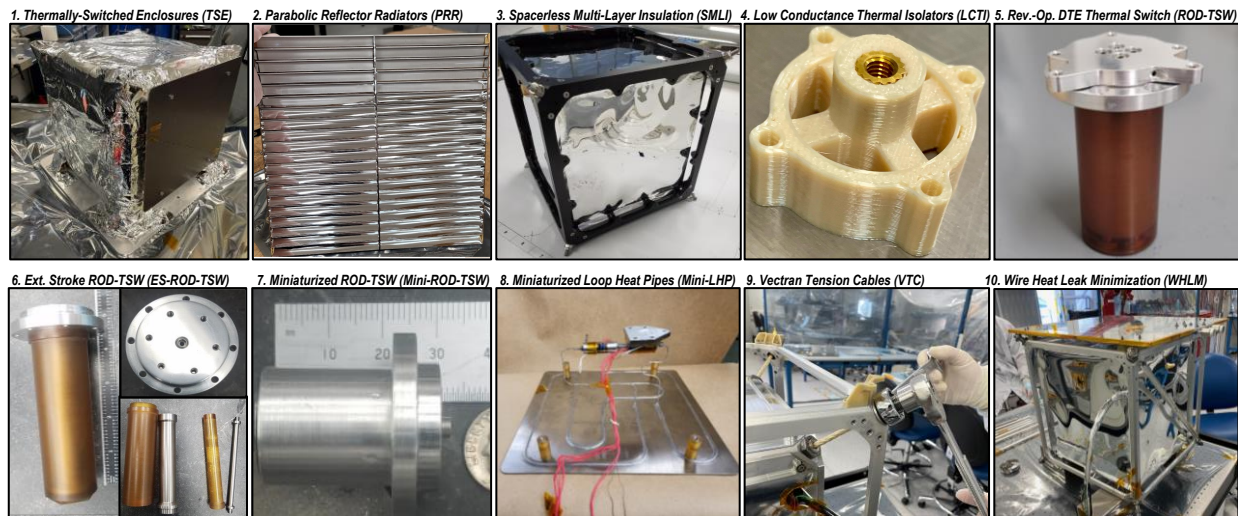 1. Thermally-Switched Enclosures (TSE)
2. Parabolic Reflector Radiators (PRR)
3. Spacerless Multi-Layer Insulation (SMLI)
4. Low Conductance Thermal Isolators (LCTI)
5. Rev.-Op. DTE Thermal Switch (ROD-TSW)
6. Ext. Stroke ROD-TSW (ES-ROD-TSW)
7. Miniaturized ROD-TSW (Mini-ROD-TSW)
8. Miniaturized Loop Heat Pipes (Mini-LHP)
9. Vectran Tension Cables (VTC)
10. Wire Heat Leak Minimization (WHLM)
10 20 30